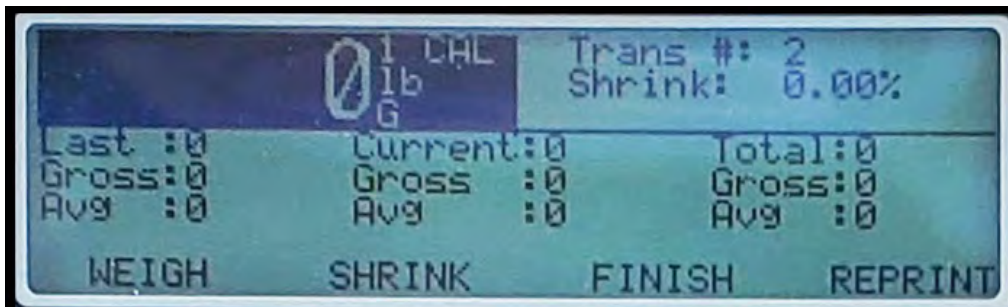 0 1 CAL
lb
G
Trans #: 2
Shrink: 0.00%
Last :0 Current:0 Total:0
Gross:0 Gross :0 Gross:0
Avg :0 Avg :0 Avg :0
WEIGH SHRINK FINISH REPRINT